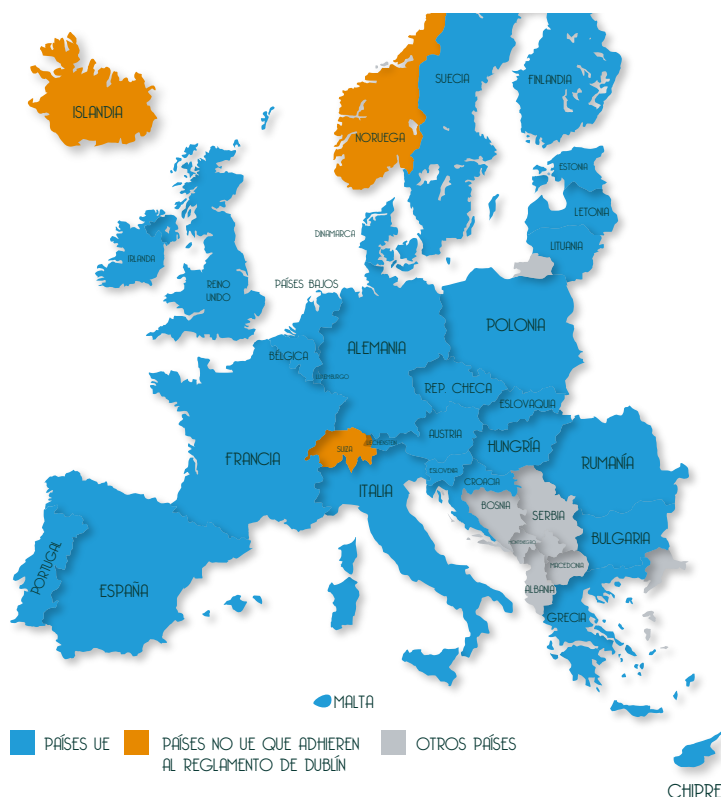 SUECIA
FINLANDIA
ISLANDIA
NORUEGA
ESTONIA
LETONIA
DINAMARCA
LITUANIA
IRLANDA
REINO
UNIDO
PAÍSES BAJOS
POLONIA
ALEMANIA
BÉLGICA
LUXEMBURGO
REP. CHECA
ESLOVAQUIA
AUSTRIA
LIECHTENSTEIN
SUIZA
HUNGRÍA
FRANCIA
RUMANÍA
ESLOVENIA
CROACIA
ITALIA
BOSNIA
SERBIA
BULGARIA
MONTENEGRO
MACEDONIA
PORTUGAL
ESPAÑA
ALBANIA
GRECIA
MALTA
PAÍSES UE
PAÍSES NO UE QUE ADHIEREN
AL REGLAMENTO DE DUBLÍN
OTROS PAÍSES
CHIPRE